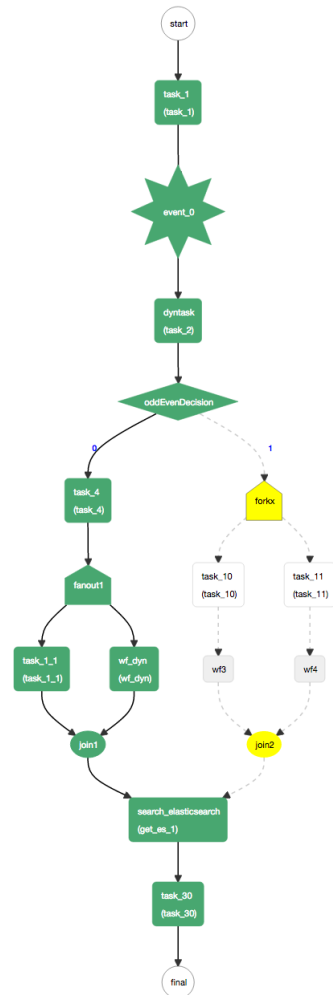 start
task_1
(task_1)
event_0
dyntask
(task_2)
oddEvenDecision
0
1
task_4
(task_4)
forkx
fanout1
task_10
(task_10)
task_11
(task_11)
task_1_1
(task_1_1)
wf_dyn
(wf_dyn)
wf3
wf4
join1
join2
search_elasticsearch
(get_es_1)
task_30
(task_30)
final